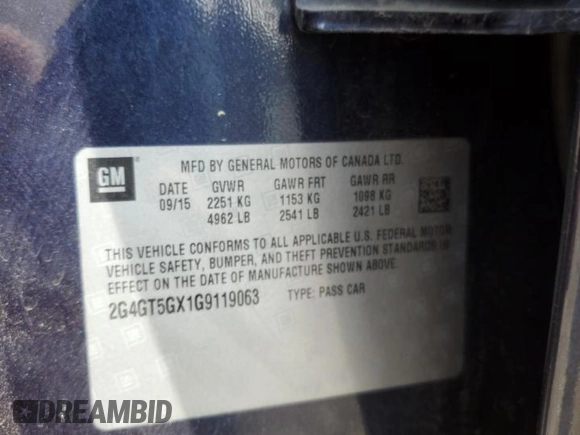 GM
MFD BY GENERAL MOTORS OF CANADA LTD.
DATE GVWR GAWR FRT GAWR RR
09/15 2251 KG 1153 KG 1098 KG
4962 LB 2541 LB 2421 LB
THIS VEHICLE CONFORMS TO ALL APPLICABLE U.S. FEDERAL MOTOR
VEHICLE SAFETY, BUMPER, AND THEFT PREVENTION STANDARDS IN
EFFECT ON THE DATE OF MANUFACTURE SHOWN ABOVE.
2G4GT5GX1G9119063 TYPE: PASS CAR
DREAMBID